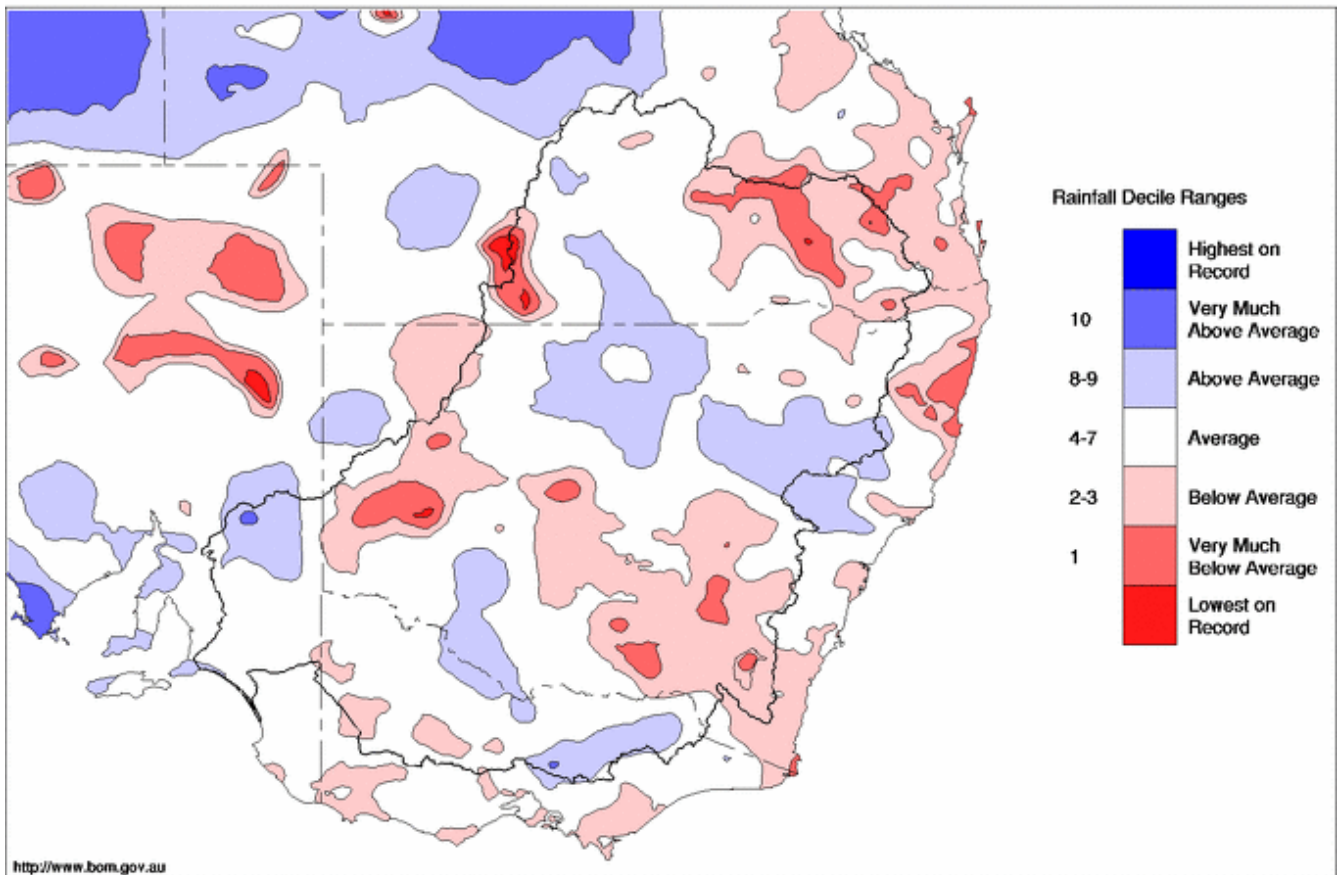 Rainfall Decile Ranges
Highest on
Record
10
Very Much
Above Average
8-9
Above Average
4-7
Average
2-3
Below Average
1
Very Much
Below Average
Lowest on
Record
http://www.bom.gov.au